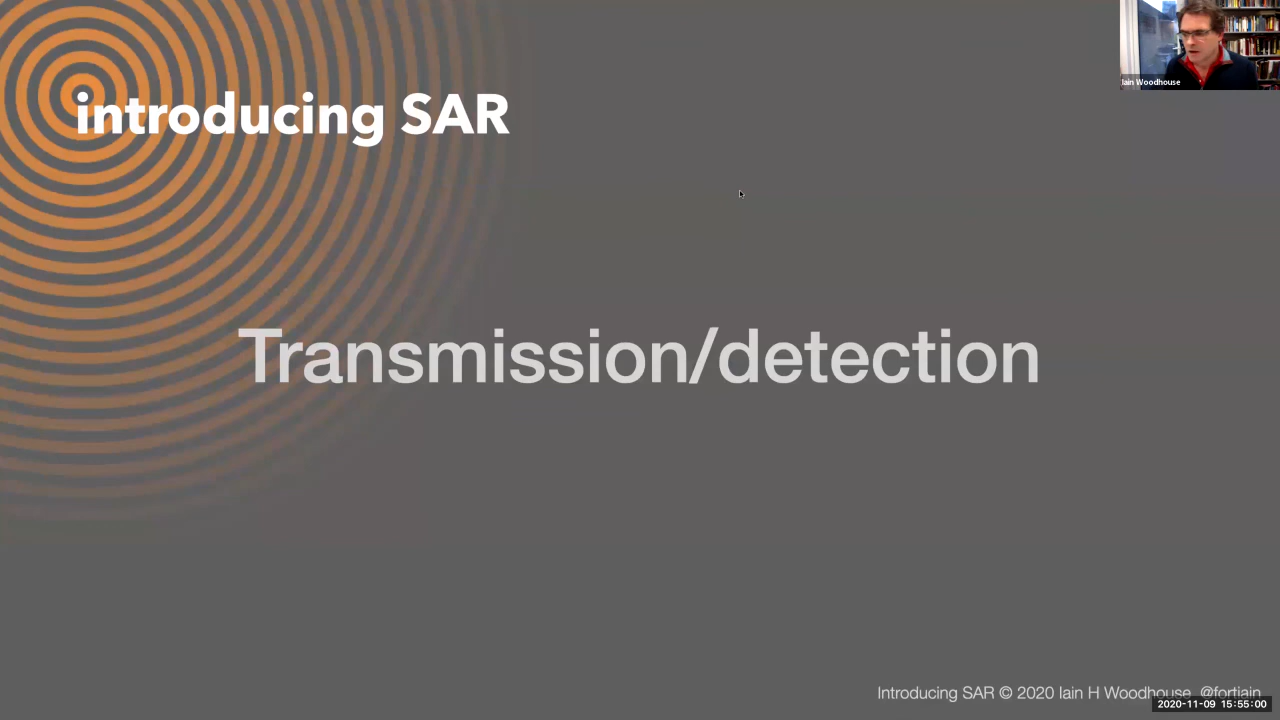 Iain Woodhouse
introducing SAR
Transmission/detection
Introducing SAR © 2020 Iain H Woodhouse @fortiain
2020-11-09 15:55:00